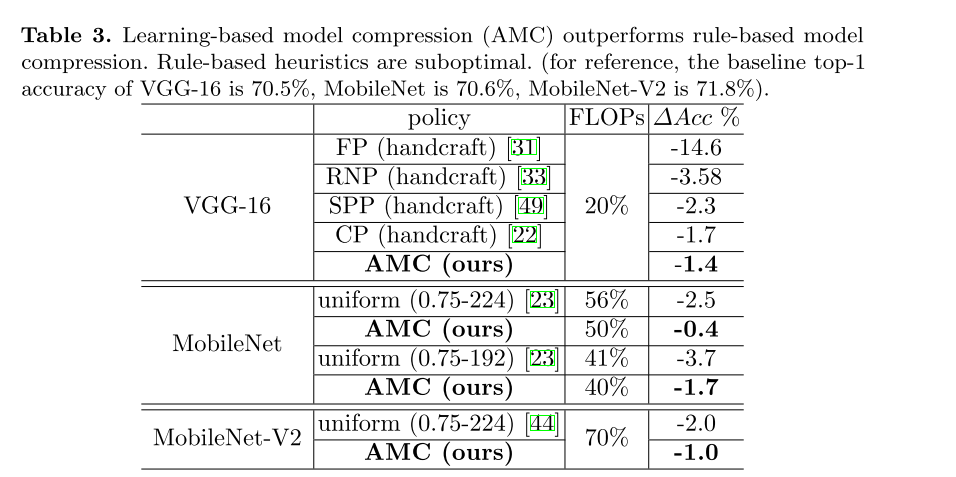 Table 3. Learning-based model compression (AMC) outperforms rule-based model
compression. Rule-based heuristics are suboptimal. (for reference, the baseline top-1
accuracy of VGG-16 is 70.5%, MobileNet is 70.6%, MobileNet-V2 is 71.8%).
policy FLOPs ΔAcc %
VGG-16
FP (handcraft) [31] -14.6
RNP (handcraft) [33] -3.58
SPP (handcraft) [49] 20% -2.3
CP (handcraft) [22] -1.7
AMC (ours) -1.4
MobileNet
uniform (0.75-224) [23] 56% -2.5
AMC (ours) 50% -0.4
uniform (0.75-192) [23] 41% -3.7
AMC (ours) 40% -1.7
MobileNet-V2
uniform (0.75-224) [44] 70% -2.0
AMC (ours) -1.0